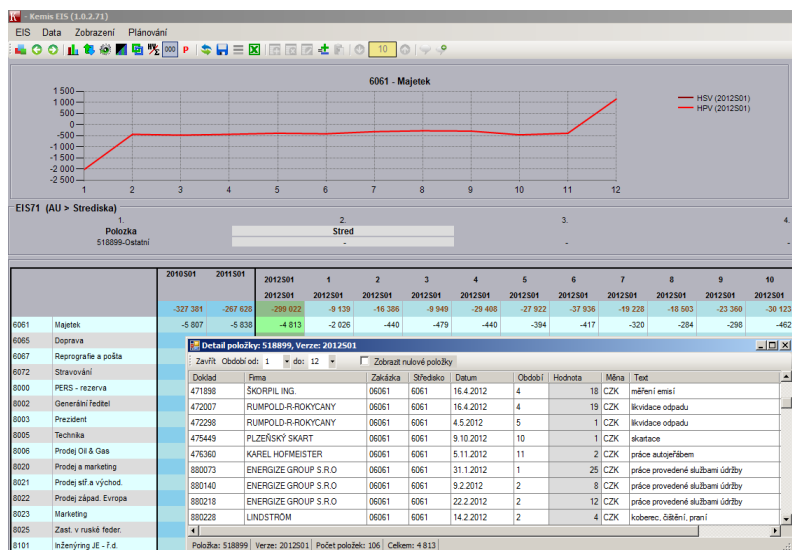 K - Kemis EIS (1.0.2.71)
EIS Data Zobrazení Plánování
000 P 10
6061 - Majetek
1 500
1 000
500
0
-500
-1 000
-1 500
-2 000
-2 500
1 2 3 4 5 6 7 8 9 10 11 12
HSV (2012S01)
HPV (2012S01)
EIS71 (AU > Strediska)
1. 2. 3. 4.
Polozka Stred
518899-Ostatní - - -
2010S01 2011S01 2012S01 1 2 3 4 5 6 7 8 9 10
2012S01 2012S01 2012S01 2012S01 2012S01 2012S01 2012S01 2012S01 2012S01 2012S01 2012S01
-327 381 -267 628 -299 022 -9 139 -16 386 -9 949 -29 408 -27 922 -37 936 -19 228 -18 503 -23 360 -30 123
6061 Majetek -5 807 -5 838 -4 813 -2 026 -440 -479 -440 -394 -417 -320 -284 -298 -462
6065 Doprava
6067 Reprografie a pošta
6072 Stravování
8000 PERS - rezerva
8002 Generální ředitel
8003 Prezident
8005 Technika
8006 Prodej Oil & Gas
8020 Prodej a marketing
8021 Prodej stř.a východ.
8022 Prodej západ. Evropa
8023 Marketing
8025 Zast. v ruské feder.
8101 Inženýring JE - ř.d.
Detail položky: 518899, Verze: 2012S01
Zavřít Období od: 1 do: 12 Zobrazit nulové položky
Doklad Firma Zakázka Středisko Datum Období Hodnota Měna Text
471898 ŠKORPIL ING. 06061 6061 16.4.2012 4 18 CZK měření emisí
472007 RUMPOLD-R-ROKYCANY 06061 6061 16.4.2012 4 19 CZK likvidace odpadu
472298 RUMPOLD-R-ROKYCANY 06061 6061 4.5.2012 5 1 CZK likvidace odpadu
475449 PLZEŇSKÝ SKART 06061 6061 9.10.2012 10 1 CZK skartace
476360 KAREL HOFMEISTER 06061 6061 5.11.2012 11 2 CZK práce autojeřábem
880073 ENERGIZE GROUP S.R.O 06061 6061 31.1.2012 1 25 CZK práce provedené službami údržby
880140 ENERGIZE GROUP S.R.O 06061 6061 9.2.2012 2 8 CZK práce provedené službami údržby
880218 ENERGIZE GROUP S.R.O 06061 6061 22.2.2012 2 12 CZK práce provedené službami údržby
880228 LINDSTRÖM 06061 6061 14.2.2012 2 4 CZK koberec, čištění, praní
Položka: 518899 Verze: 2012S01 Počet položek: 106 Celkem: 4 813